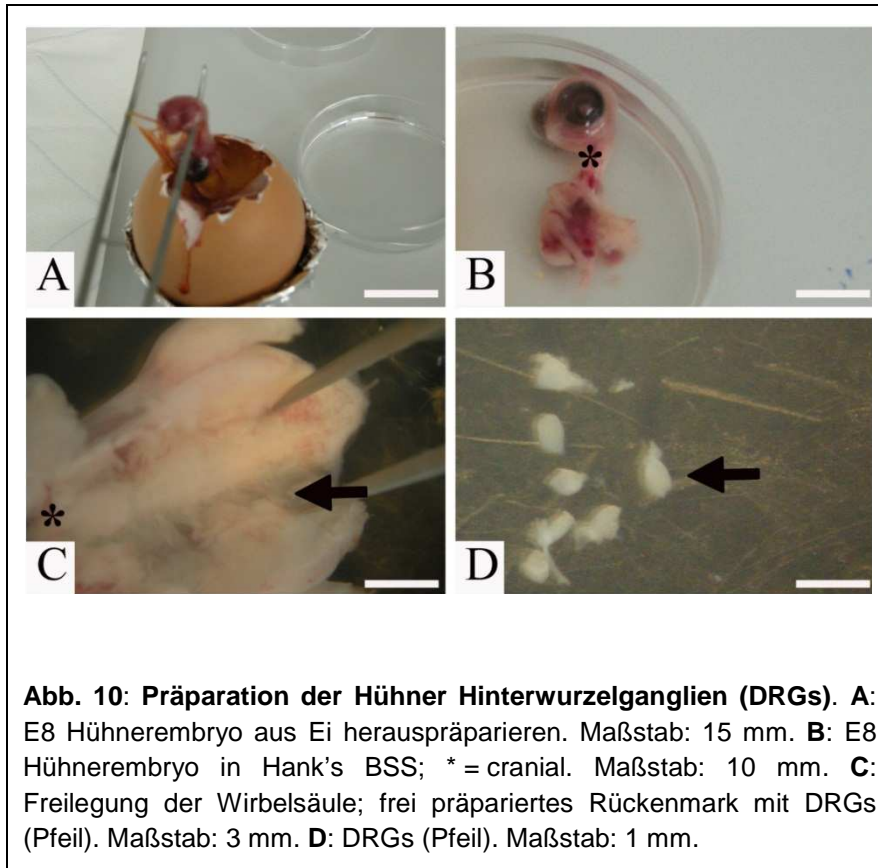 A
B
*
C
*
D
Abb. 10: Präparation der Hühner Hinterwurzelganglien (DRGs). A:
E8 Hühnerembryo aus Ei herauspräparieren. Maßstab: 15 mm. B: E8
Hühnerembryo in Hank's BSS; * = cranial. Maßstab: 10 mm. C:
Freilegung der Wirbelsäule; frei präpariertes Rückenmark mit DRGs
(Pfeil). Maßstab: 3 mm. D: DRGs (Pfeil). Maßstab: 1 mm.